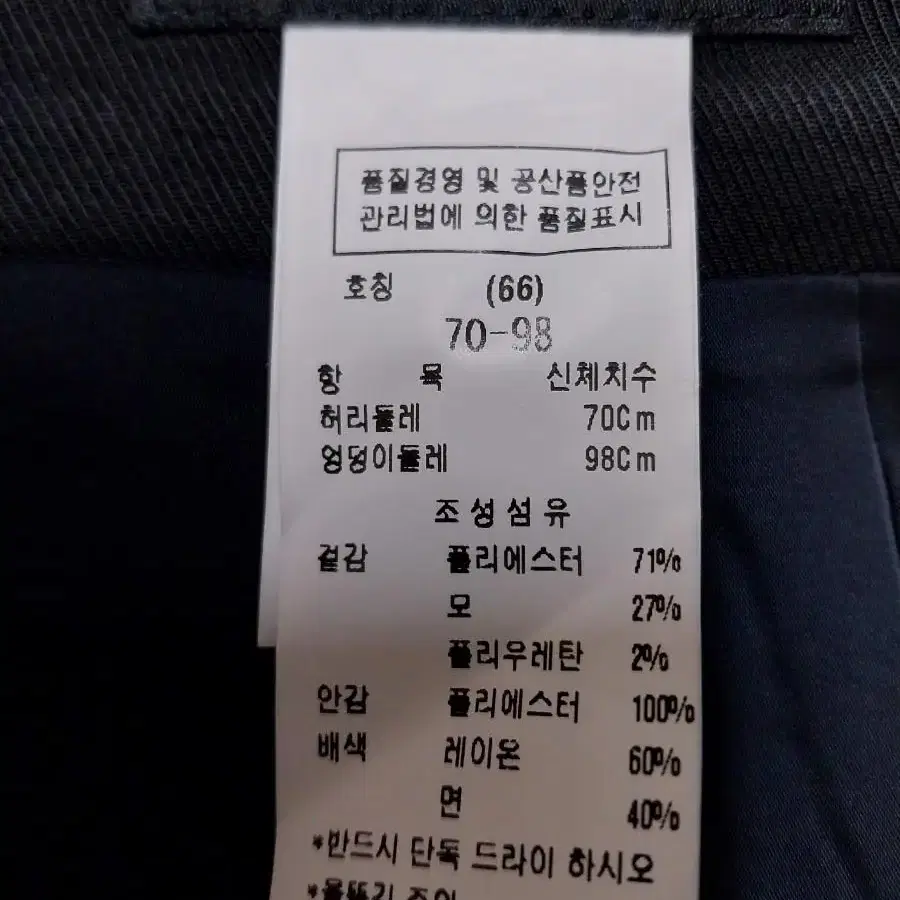 품질경영 및 공산품안전
관리법에 의한 품질표시
호칭 (66)
70-98
항 목 신체치수
허리둘레 70Cm
엉덩이둘레 98Cm
조성섬유
겉감 폴리에스터 71%
모 27%
폴리우레탄 2%
안감 폴리에스터 100%
배색 레이온 60%
면 40%
*반드시 단독 드라이 하시오